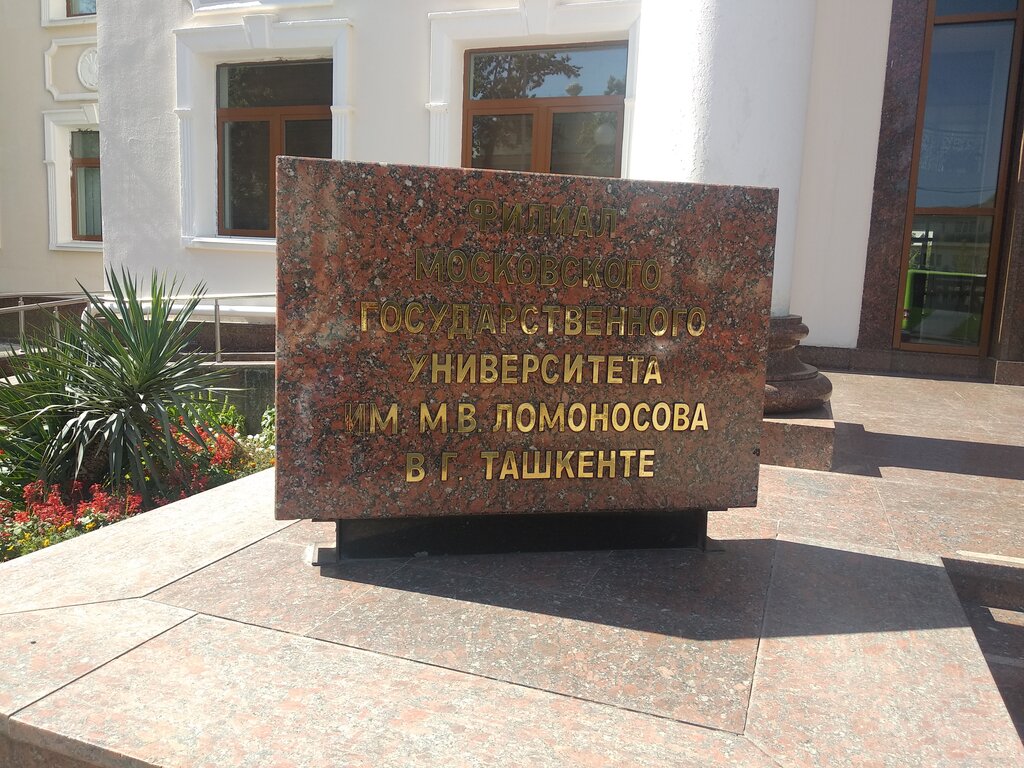 ФИЛИАЛ
МОСКОВСКОГО
ГОСУДАРСТВЕННОГО
УНИВЕРСИТЕТА
ИМ. М.В. ЛОМОНОСОВА
В Г. ТАШКЕНТЕ